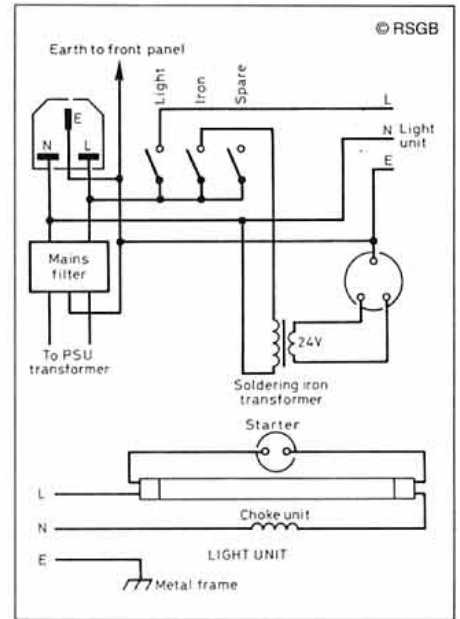 © RSGB
Earth to front panel
Light
Iron
Spare
E
N
L
L
N Light
unit
E
Mains
filter
To PSU
transformer
24V
Soldering iron
transformer
Starter
L
Choke unit
N
LIGHT UNIT
E
Metal frame